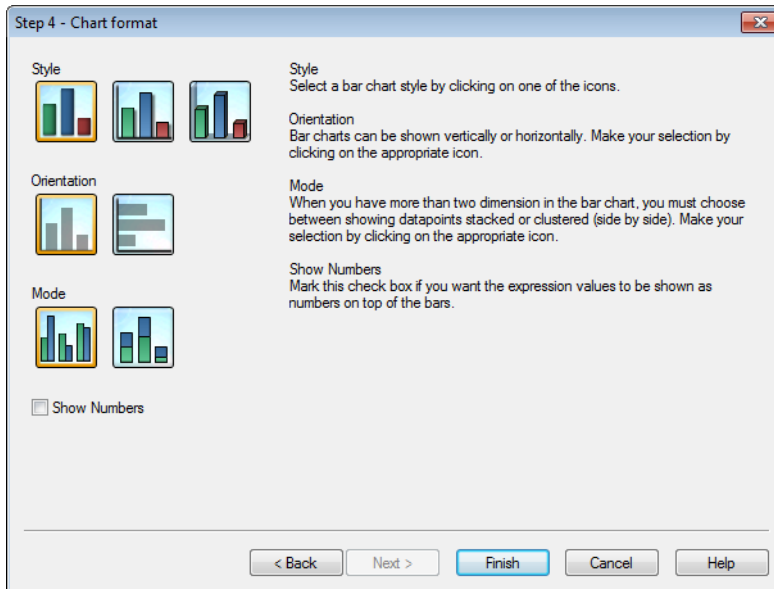 Step 4 - Chart format
Style
Style
Select a bar chart style by clicking on one of the icons.
Orientation
Bar charts can be shown vertically or horizontally. Make your selection by
clicking on the appropriate icon.
Orientation
Mode
When you have more than two dimension in the bar chart, you must choose
between showing datapoints stacked or clustered (side by side). Make your
selection by clicking on the appropriate icon.
Show Numbers
Mark this check box if you want the expression values to be shown as
numbers on top of the bars.
Mode
Show Numbers
< Back
Next >
Finish
Cancel
Help